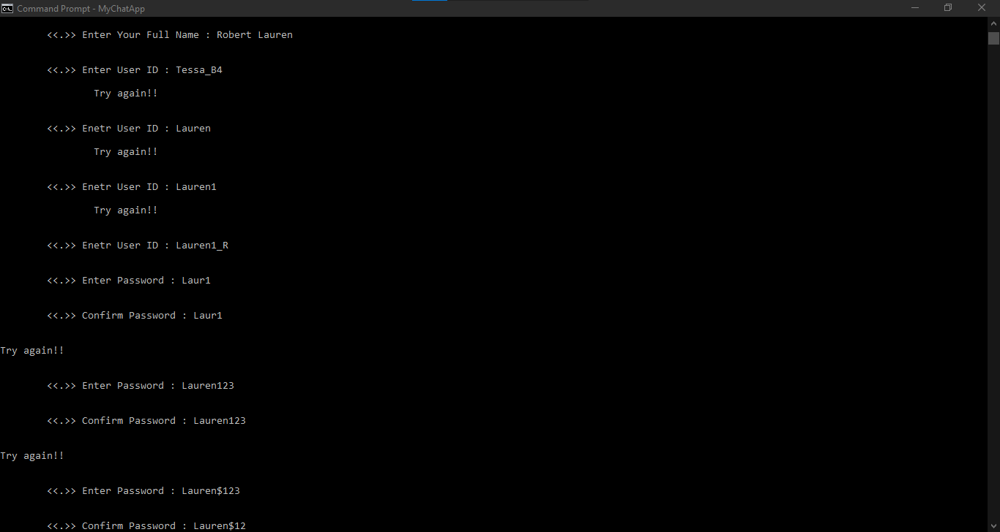 Command Prompt - MyChatApp
<<.>> Enter Your Full Name : Robert Lauren
<<.>> Enter User ID : Tessa_B4
Try again!!
<<.>> Enetr User ID : Lauren
Try again!!
<<.>> Enetr User ID : Lauren1
Try again!!
<<.>> Enetr User ID : Lauren1_R
<<.>> Enter Password : Laur1
<<.>> Confirm Password : Laur1
Try again!!
<<.>> Enter Password : Lauren123
<<.>> Confirm Password : Lauren123
Try again!!
<<.>> Enter Password : Lauren$123
<<.>> Confirm Password : Lauren$12